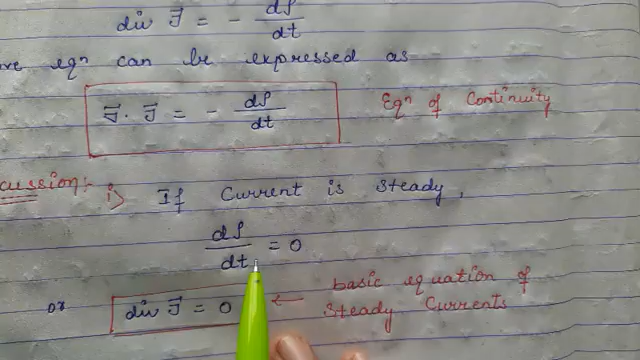 div J⃗ = - dρ/dt
eqn can be expressed as
∇⃗. J⃗ = - dρ/dt Eqn of Continuity
cussion:- i> If Current is steady,
dρ/dt = 0
or div J⃗ = 0 ← basic equation of
Steady Currents